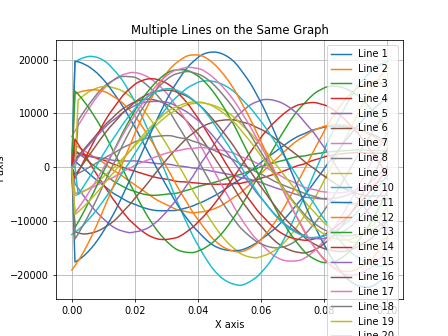 Multiple Lines on the Same Graph
20000
10000
0
−10000
−20000
0.00
0.02
0.04
0.06
X axis
Line 1
Line 2
Line 3
Line 4
Line 5
Line 6
Line 7
Line 8
Line 9
Line 10
Line 11
Line 12
Line 13
Line 14
Line 15
Line 16
Line 17
Line 18
Line 19
Line 20